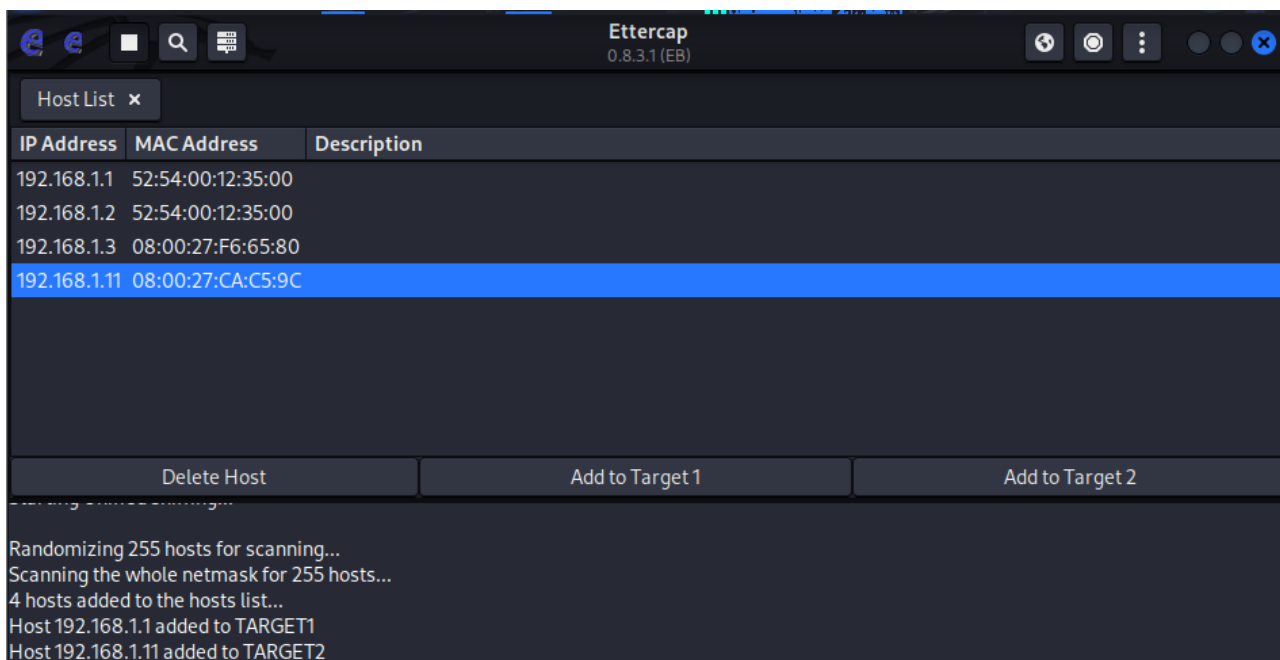 Ettercap
0.8.3.1 (EB)
Host List ×
IP Address MAC Address Description
192.168.1.1 52:54:00:12:35:00
192.168.1.2 52:54:00:12:35:00
192.168.1.3 08:00:27:F6:65:80
192.168.1.11 08:00:27:CA:C5:9C
Delete Host Add to Target 1 Add to Target 2
Randomizing 255 hosts for scanning...
Scanning the whole netmask for 255 hosts...
4 hosts added to the hosts list...
Host 192.168.1.1 added to TARGET1
Host 192.168.1.11 added to TARGET2